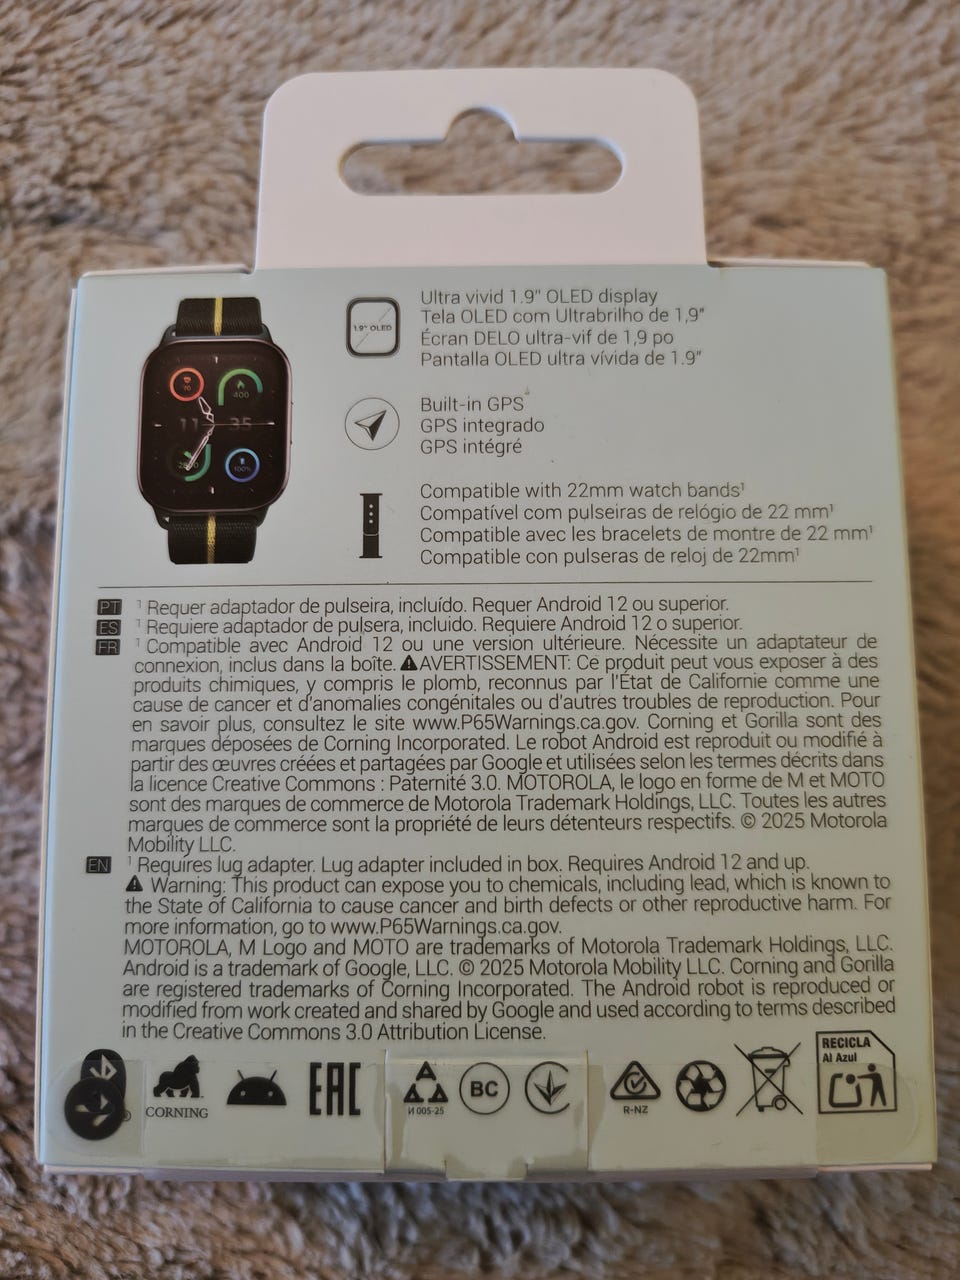 1.9" OLED
Ultra vivid 1.9" OLED display
Tela OLED com Ultrabrilho de 1,9"
Écran DELO ultra-vif de 1,9 po
Pantalla OLED ultra vívida de 1.9"
70
400
11 35
100%
Built-in GPS
GPS integrado
GPS intégré
Compatible with 22mm watch bands¹
Compatível com pulseiras de relógio de 22 mm¹
Compatible avec les bracelets de montre de 22 mm¹
Compatible con pulseras de reloj de 22mm¹
PT ¹ Requer adaptador de pulseira, incluído. Requer Android 12 ou superior.
ES ¹ Requiere adaptador de pulsera, incluido. Requiere Android 12 o superior.
FR ¹ Compatible avec Android 12 ou une version ultérieure. Nécessite un adaptateur de
connexion, inclus dans la boîte. ⚠AVERTISSEMENT: Ce produit peut vous exposer à des
produits chimiques, y compris le plomb, reconnus par l'État de Californie comme une
cause de cancer et d'anomalies congénitales ou d'autres troubles de reproduction. Pour
en savoir plus, consultez le site www.P65Warnings.ca.gov. Corning et Gorilla sont des
marques déposées de Corning Incorporated. Le robot Android est reproduit ou modifié à
partir des œuvres créées et partagées par Google et utilisées selon les termes décrits dans
la licence Creative Commons : Paternité 3.0. MOTOROLA, le logo en forme de M et MOTO
sont des marques de commerce de Motorola Trademark Holdings, LLC. Toutes les autres
marques de commerce sont la propriété de leurs détenteurs respectifs. © 2025 Motorola
Mobility LLC.
EN ¹ Requires lug adapter. Lug adapter included in box. Requires Android 12 and up.
⚠ Warning: This product can expose you to chemicals, including lead, which is known to
the State of California to cause cancer and birth defects or other reproductive harm. For
more information, go to www.P65Warnings.ca.gov.
MOTOROLA, M Logo and MOTO are trademarks of Motorola Trademark Holdings, LLC.
Android is a trademark of Google, LLC. © 2025 Motorola Mobility LLC. Corning and Gorilla
are registered trademarks of Corning Incorporated. The Android robot is reproduced or
modified from work created and shared by Google and used according to terms described
in the Creative Commons 3.0 Attribution License.
CORNING
EAC
И 005-25
BC
R-NZ
RECICLA
Al Azul